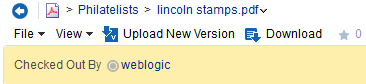 > Philatelists > lincoln stamps.pdf
File View Upload New Version Download 0
Checked Out By weblogic